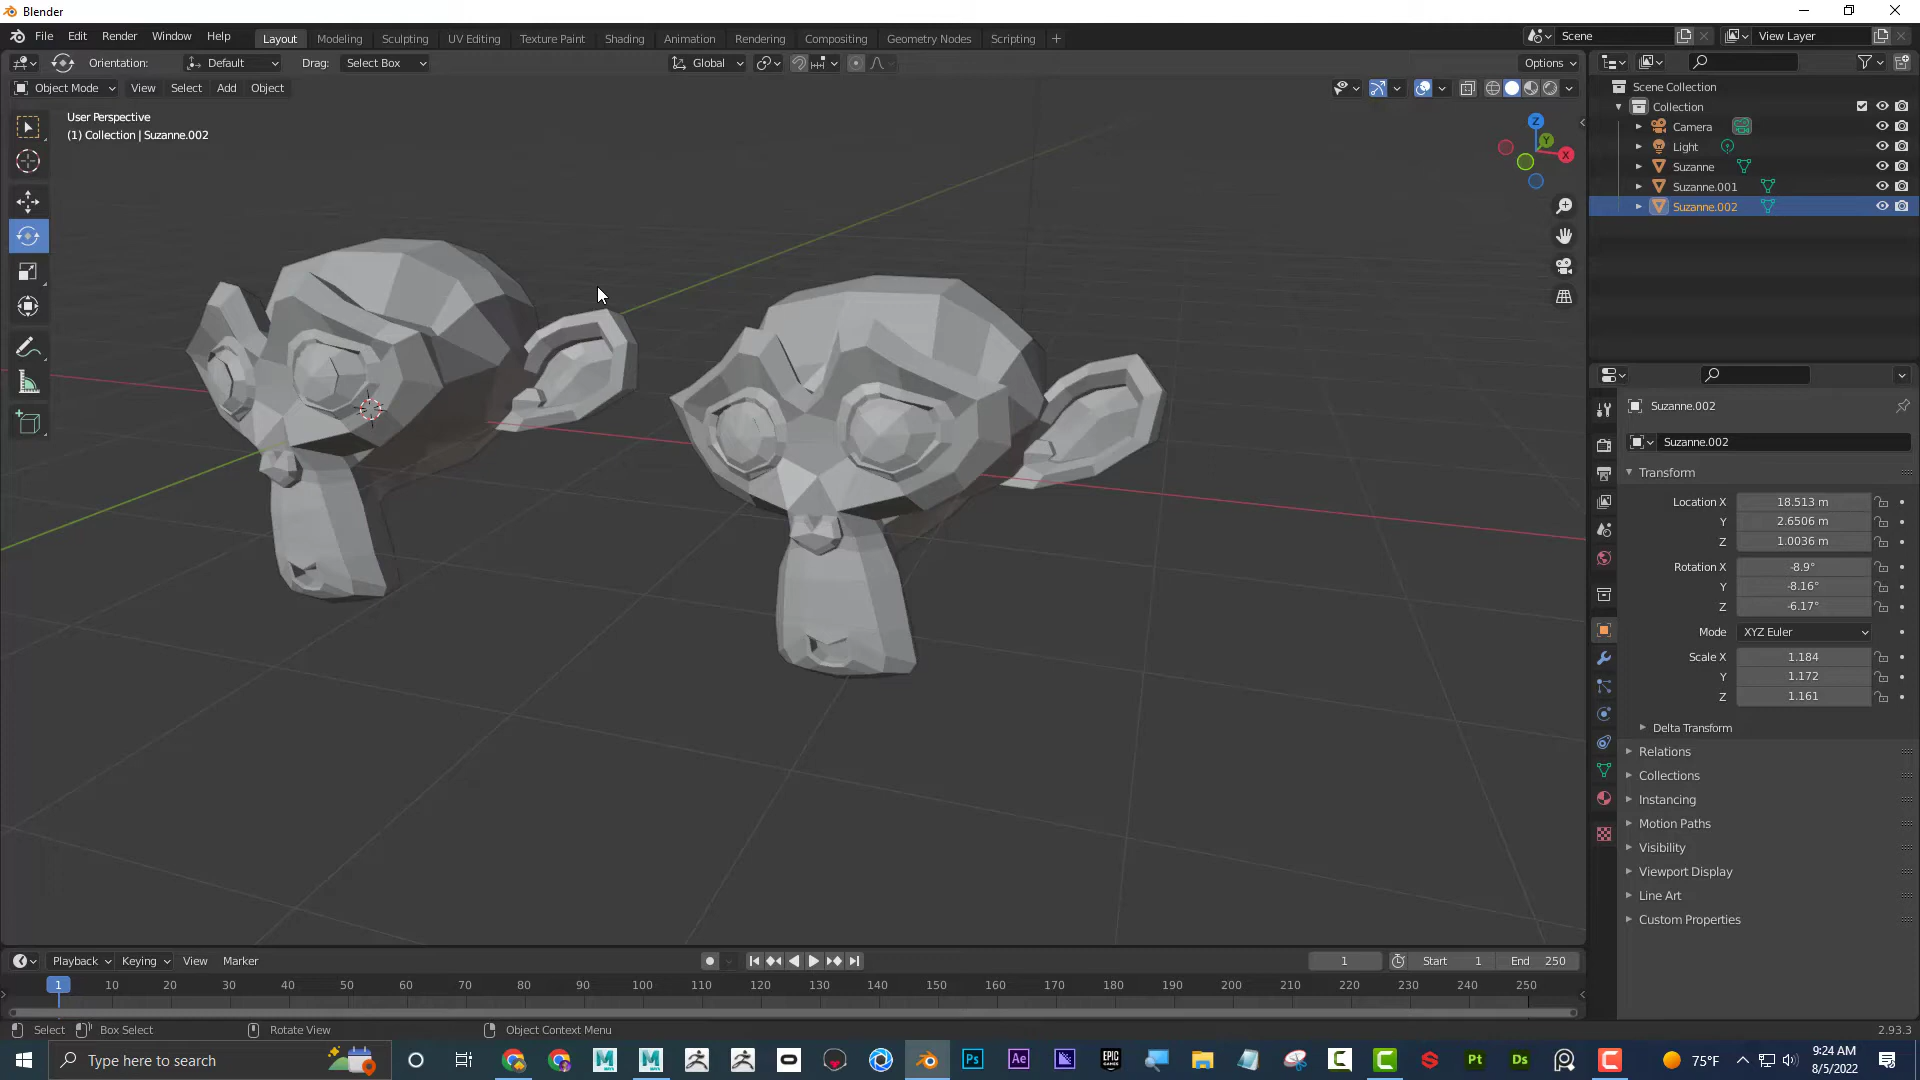 Blender
File Edit Render Window Help Layout Modeling Sculpting UV Editing Texture Paint Shading Animation Rendering Compositing Geometry Nodes Scripting + Scene View Layer
Orientation: Default Drag: Select Box Global Options
Object Mode View Select Add Object
User Perspective
(1) Collection | Suzanne.002
Z
Y
X
Scene Collection
Collection
Camera
Light
Suzanne
Suzanne.001
Suzanne.002
Suzanne.002
Suzanne.002
Transform
Location X 18.513 m
Y 2.6506 m
Z 1.0036 m
Rotation X -8.9°
Y -8.16°
Z -6.17°
Mode XYZ Euler
Scale X 1.184
Y 1.172
Z 1.161
Delta Transform
Relations
Collections
Instancing
Motion Paths
Visibility
Viewport Display
Line Art
Custom Properties
Playback Keying View Marker 1 Start 1 End 250
1 10 20 30 40 50 60 70 80 90 100 110 120 130 140 150 160 170 180 190 200 210 220 230 240 250
Select Box Select Rotate View Object Context Menu 2.93.3
Type here to search M M Ps Ae EPIC GAMES C C S Pt Ds C 75°F 9:24 AM
8/5/2022